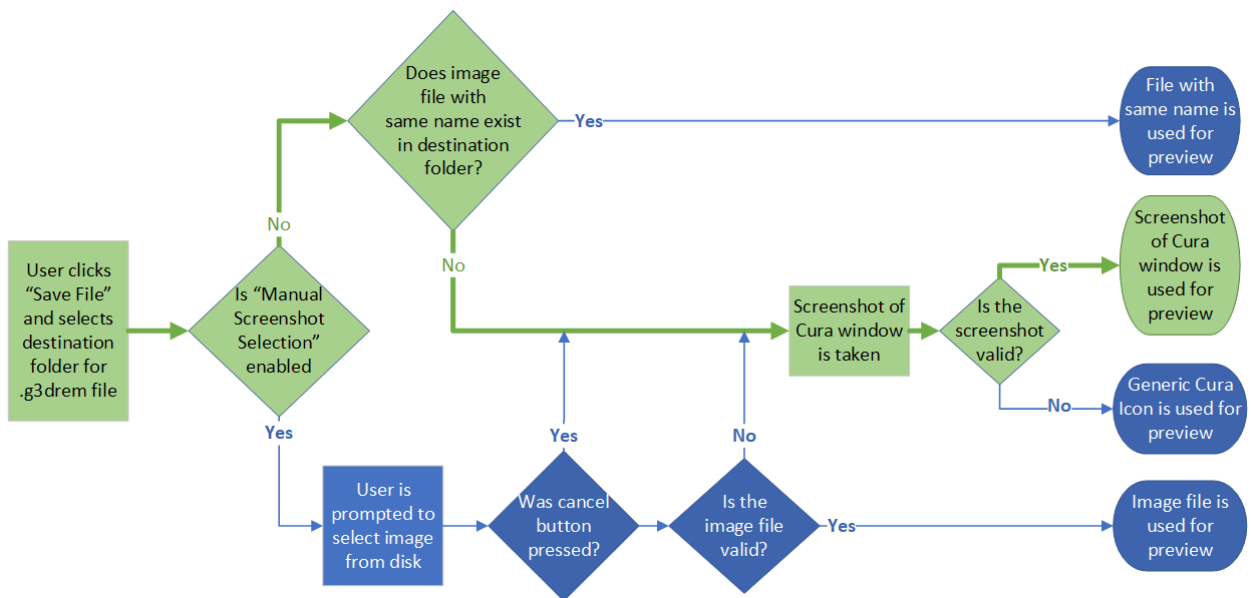 Does image
file with
same name exist
in destination
folder?
Yes
File with
same name is
used for
preview
No
User clicks
“Save File”
and selects
destination
folder for
.g3drem file
Is “Manual
Screenshot
Selection”
enabled
No
Screenshot of
Cura window
is taken
Is the
screenshot
valid?
Yes
Screenshot
of Cura
window is
used for
preview
No
Generic Cura
Icon is used for
preview
Yes
User is
prompted to
select image
from disk
Was cancel
button
pressed?
Yes
Is the
image file
valid?
No
Yes
Image file is
used for
preview